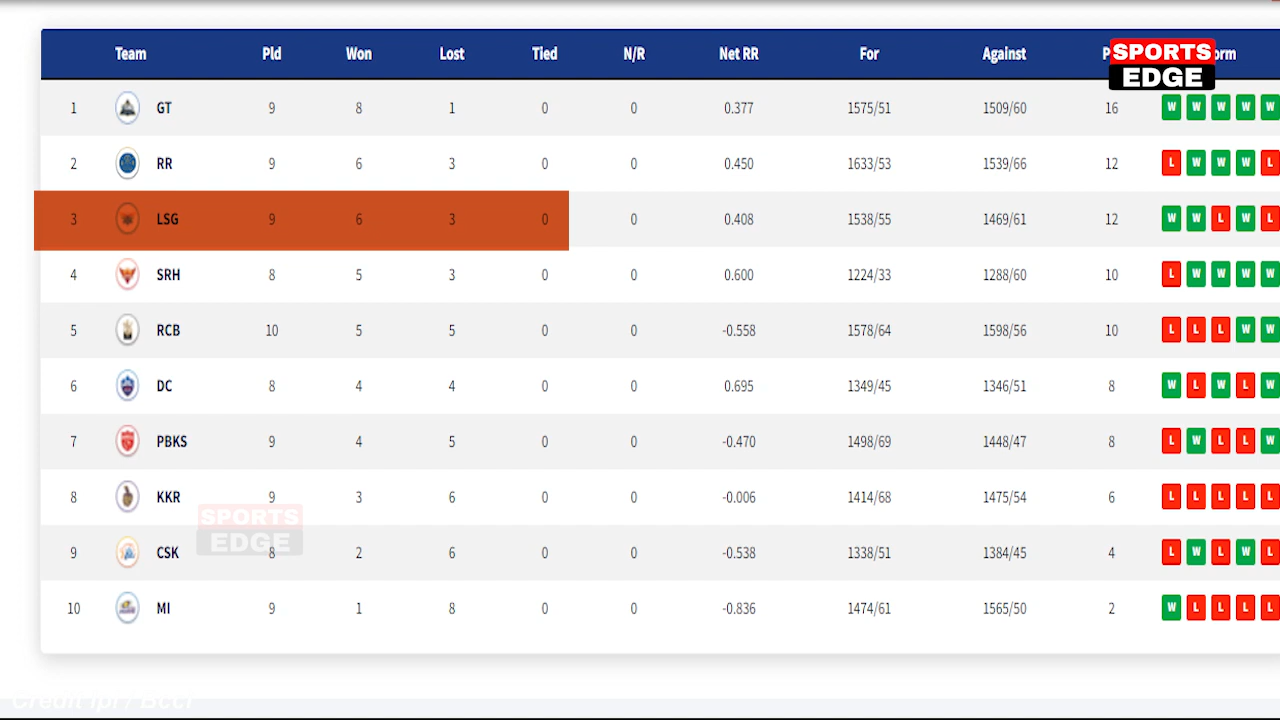 Team Pld Won Lost Tied N/R Net RR For Against P orm
SPORTS
EDGE
1 GT 9 8 1 0 0 0.377 1575/51 1509/60 16 W W W W W
2 RR 9 6 3 0 0 0.450 1633/53 1539/66 12 L W W W L
3 LSG 9 6 3 0 0 0.408 1538/55 1469/61 12 W W L W L
4 SRH 8 5 3 0 0 0.600 1224/33 1288/60 10 L W W W W
5 RCB 10 5 5 0 0 -0.558 1578/64 1598/56 10 L L L W W
6 DC 8 4 4 0 0 0.695 1349/45 1346/51 8 W L W L W
7 PBKS 9 4 5 0 0 -0.470 1498/69 1448/47 8 L W L L W
8 KKR 9 3 6 0 0 -0.006 1414/68 1475/54 6 L L L L L
SPORTS
EDGE
9 CSK 8 2 6 0 0 -0.538 1338/51 1384/45 4 L W L W L
10 MI 9 1 8 0 0 -0.836 1474/61 1565/50 2 W L L L L
Credit Ipl / Bcci